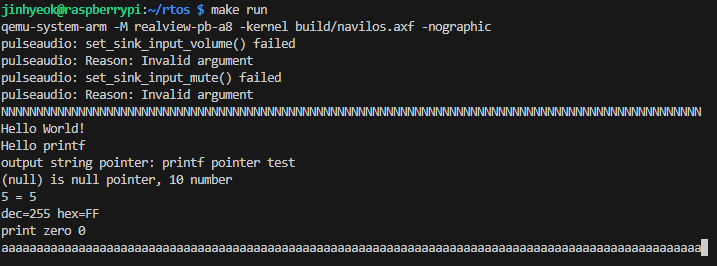 jinhyeok@raspberrypi:~/rtos $ make run
qemu-system-arm -M realview-pb-a8 -kernel build/navilos.axf -nographic
pulseaudio: set_sink_input_volume() failed
pulseaudio: Reason: Invalid argument
pulseaudio: set_sink_input_mute() failed
pulseaudio: Reason: Invalid argument
NNNNNNNNNNNNNNNNNNNNNNNNNNNNNNNNNNNNNNNNNNNNNNNNNNNNNNNNNNNNNNNNNNNNNNNNNNNNNNNNNNNNNNNNNNNNNNNNNNNN
Hello World!
Hello printf
output string pointer: printf pointer test
(null) is null pointer, 10 number
5 = 5
dec=255 hex=FF
print zero 0
aaaaaaaaaaaaaaaaaaaaaaaaaaaaaaaaaaaaaaaaaaaaaaaaaaaaaaaaaaaaaaaaaaaaaaaaaaaaaaaaaaaaaaaaaaaaaaaaaaaa